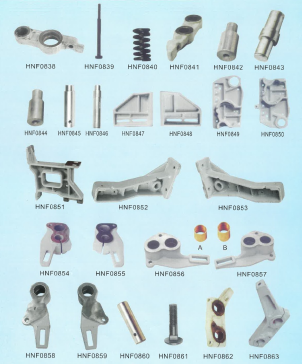 HNF0838 HNF0839 HNF0840 HNF0841 HNF0842 HNF0843
HNF0844 HNF0845 HNF0846 HNF0847 HNF0848 HNF0849 HNF0850
HNF0851 HNF0852 HNF0853
A B
HNF0854 HNF0855 HNF0856 HNF0857
HNF0858 HNF0859 HNF0860 HNF0861 HNF0862 HNF0863